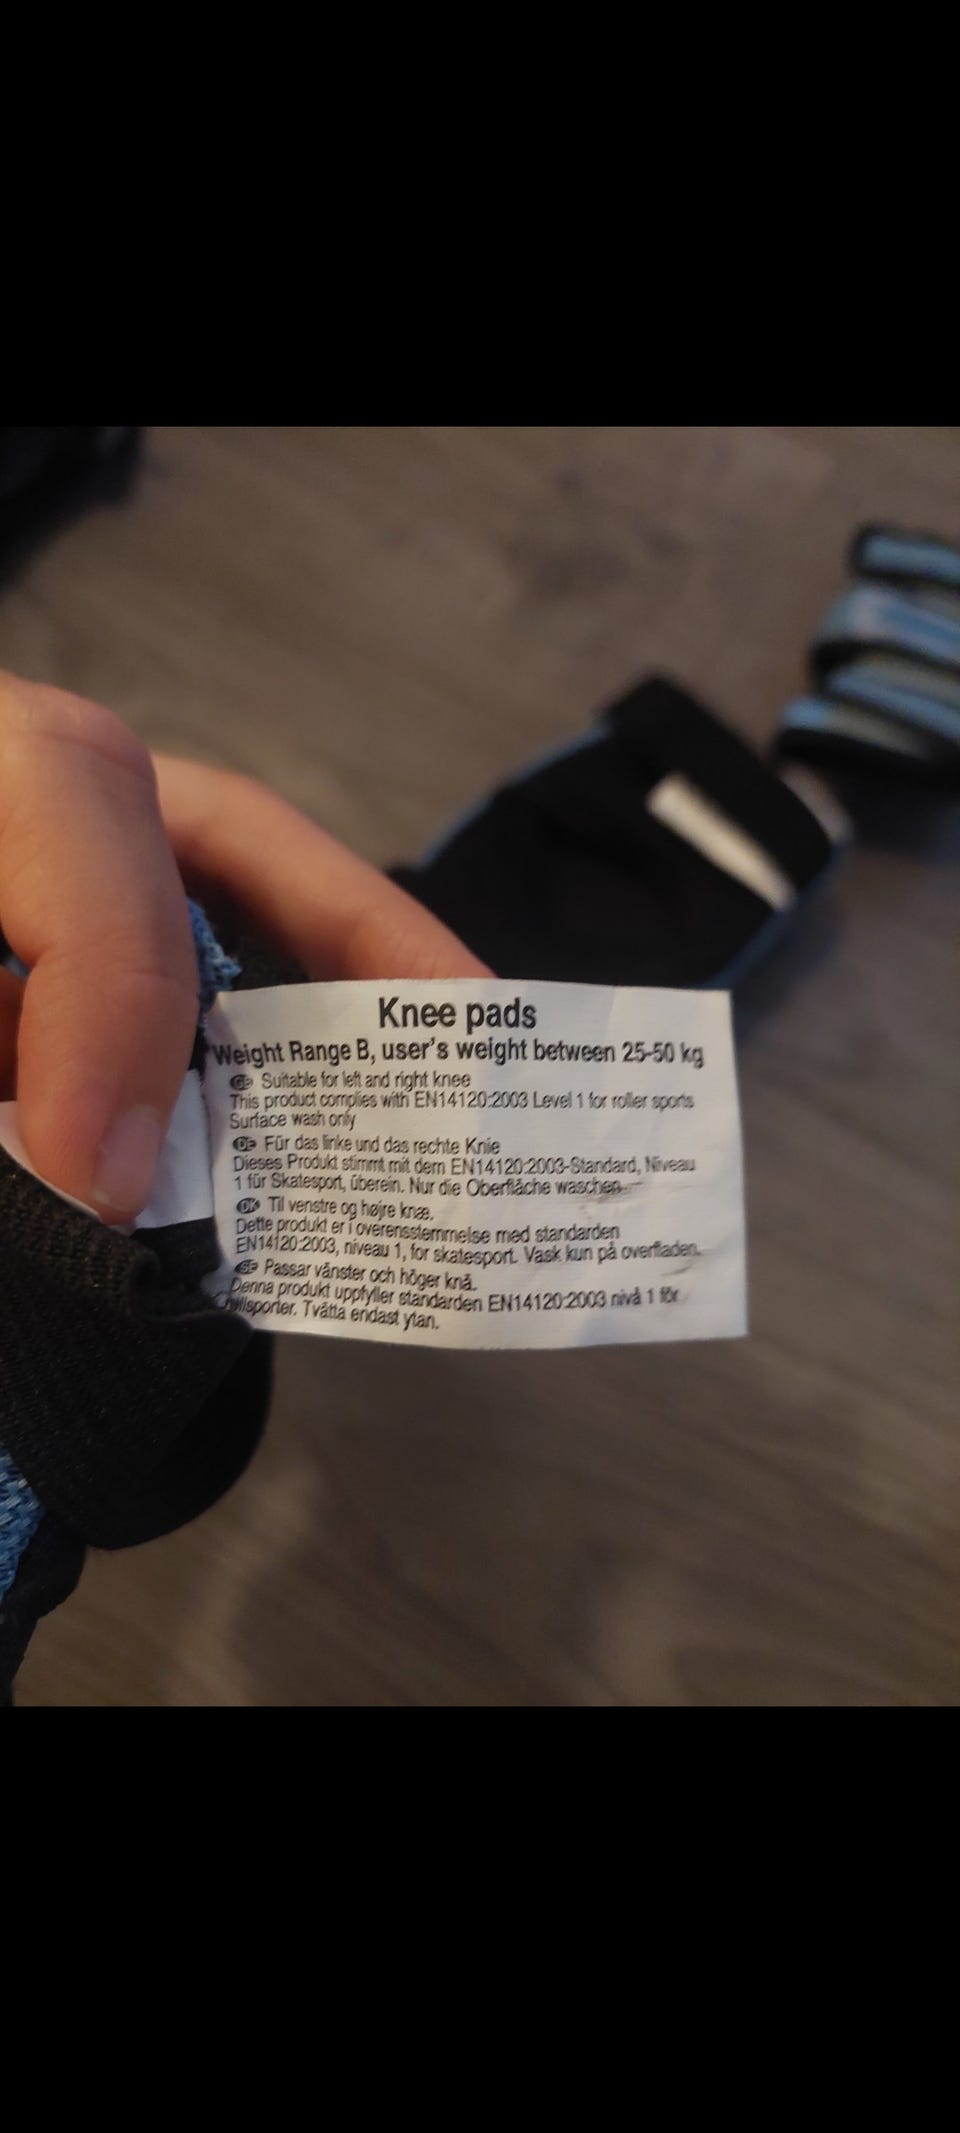 Knee pads
Weight Range B, user's weight between 25-50 kg
GB Suitable for left and right knee
This product complies with EN14120:2003 Level 1 for roller sports
Surface wash only
DE Für das linke und das rechte Knie
Dieses Produkt stimmt mit dem EN14120:2003-Standard, Niveau
1 für Skatesport, überein. Nur die Oberfläche waschen
DK Til venstre og højre knæ.
Dette produkt er i overensstemmelse med standarden
EN14120:2003, niveau 1, for skatesport. Vask kun på overfladen.
SE Passar vänster och höger knä.
Denna produkt uppfyller standarden EN14120:2003 nivå 1 för
Tvätta endast ytan.